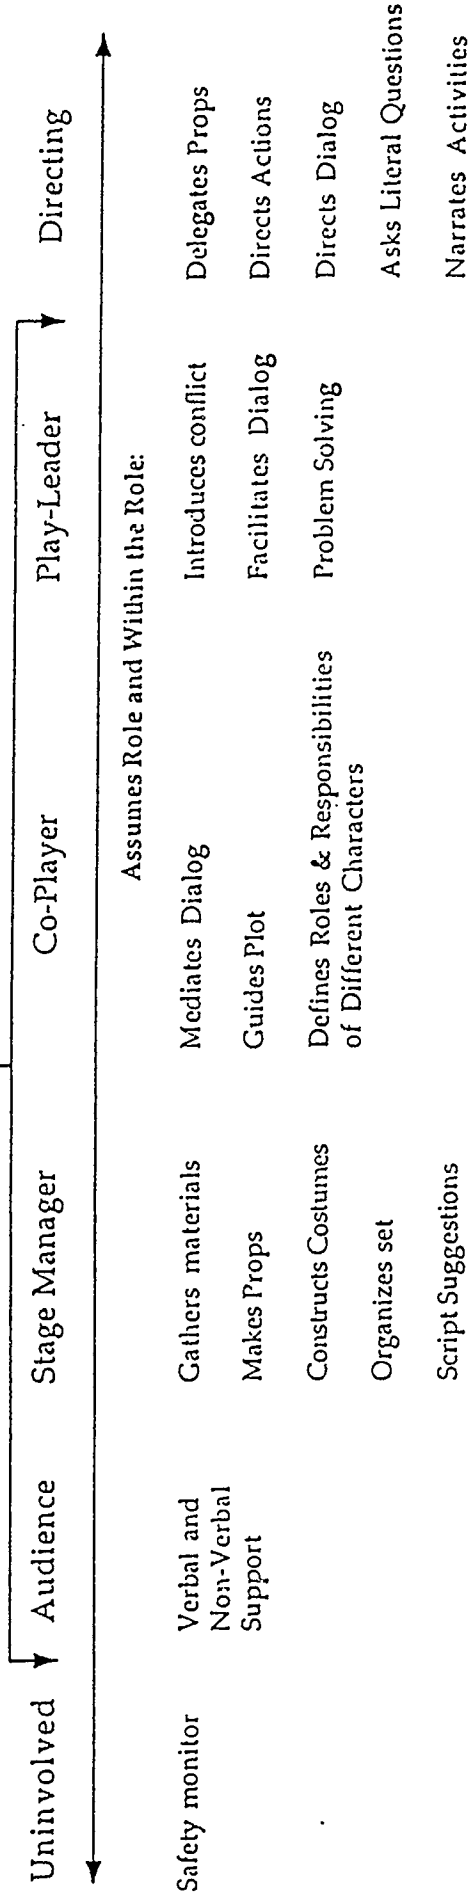 Uninvolved
Audience
Stage Manager
Co-Player
Play-Leader
Directing
Assumes Role and Within the Role:
Safety monitor
Verbal and
Non-Verbal
Support
Gathers materials
Makes Props
Constructs Costumes
Organizes set
Script Suggestions
Mediates Dialog
Guides Plot
Defines Roles & Responsibilities
of Different Characters
Introduces conflict
Facilitates Dialog
Problem Solving
Delegates Props
Directs Actions
Directs Dialog
Asks Literal Questions
Narrates Activities